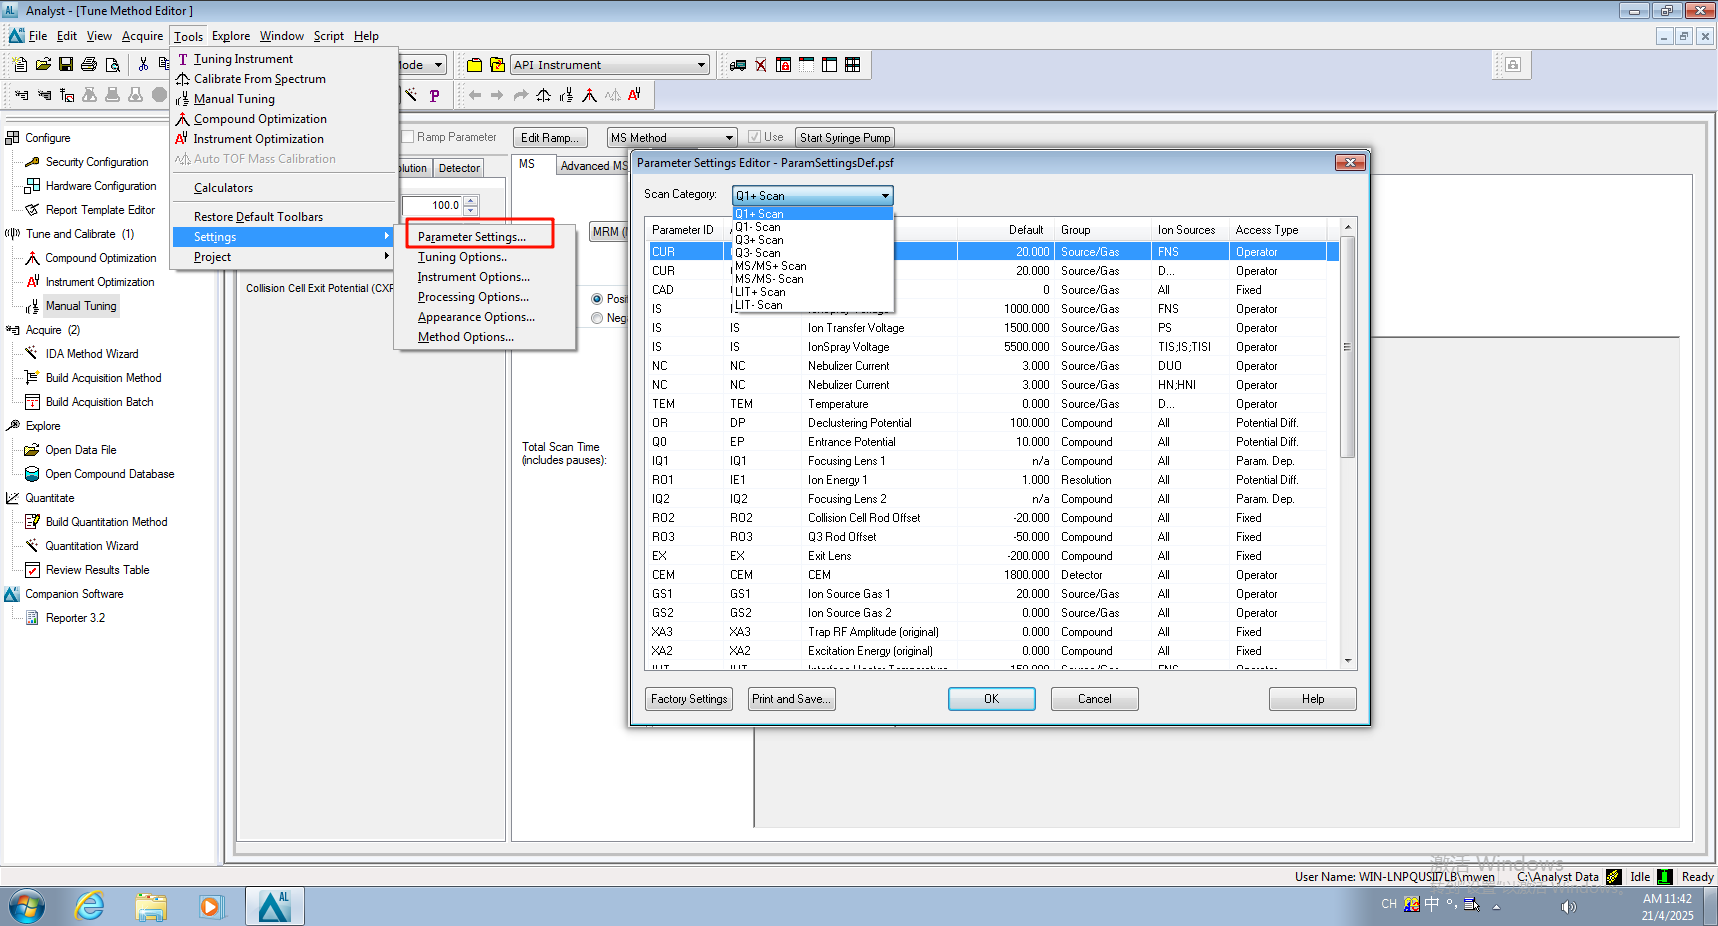 Analyst - [Tune Method Editor ]
File Edit View Acquire Tools Explore Window Script Help
Tuning Instrument
Calibrate From Spectrum
Manual Tuning
Compound Optimization
Instrument Optimization
Auto TOF Mass Calibration
Calculators
Restore Default Toolbars
Settings
Project
Parameter Settings...
Tuning Options..
Instrument Options...
Processing Options...
Appearance Options...
Method Options...
Mode
API Instrument
Configure
Security Configuration
Hardware Configuration
Report Template Editor
Tune and Calibrate (1)
Compound Optimization
Instrument Optimization
Manual Tuning
Acquire (2)
IDA Method Wizard
Build Acquisition Method
Build Acquisition Batch
Explore
Open Data File
Open Compound Database
Quantitate
Build Quantitation Method
Quantitation Wizard
Review Results Table
Companion Software
Reporter 3.2
Ramp Parameter Edit Ramp... MS Method Use Start Syringe Pump
Detector MS Advanced MS
100.0
MRM
Collision Cell Exit Potential (CXP
Total Scan Time
(includes pauses):
Parameter Settings Editor - ParamSettingsDef.psf
Scan Category: Q1+ Scan
Q1+ Scan
Q1- Scan
Q3+ Scan
Q3- Scan
MS/MS+ Scan
MS/MS- Scan
LIT+ Scan
LIT- Scan
Parameter ID Default Group Ion Sources Access Type
CUR 20.000 Source/Gas FNS Operator
CUR 20.000 Source/Gas D... Operator
CAD 0 Source/Gas All Fixed
IS 1000.000 Source/Gas FNS Operator
IS IS Ion Transfer Voltage 1500.000 Source/Gas PS Operator
IS IS IonSpray Voltage 5500.000 Source/Gas TIS;IS;TISI Operator
NC NC Nebulizer Current 3.000 Source/Gas DUO Operator
NC NC Nebulizer Current 3.000 Source/Gas HN;HNI Operator
TEM TEM Temperature 0.000 Source/Gas D... Operator
OR DP Declustering Potential 100.000 Compound All Potential Diff.
Q0 EP Entrance Potential 10.000 Compound All Potential Diff.
IQ1 IQ1 Focusing Lens 1 n/a Compound All Param. Dep.
RO1 IE1 Ion Energy 1 1.000 Resolution All Potential Diff.
IQ2 IQ2 Focusing Lens 2 n/a Compound All Param. Dep.
RO2 RO2 Collision Cell Rod Offset -20.000 Compound All Fixed
RO3 RO3 Q3 Rod Offset -50.000 Compound All Fixed
EX EX Exit Lens -200.000 Compound All Fixed
CEM CEM CEM 1800.000 Detector All Operator
GS1 GS1 Ion Source Gas 1 20.000 Source/Gas All Operator
GS2 GS2 Ion Source Gas 2 0.000 Source/Gas All Operator
XA3 XA3 Trap RF Amplitude (original) 0.000 Compound All Fixed
XA2 XA2 Excitation Energy (original) 0.000 Compound All Fixed
Factory Settings Print and Save... OK Cancel Help
激活 Windows
User Name: WIN-LNPQUSII7LB\mwen C:\Analyst Data Idle Ready
CH 中
AM 11:42
21/4/2025